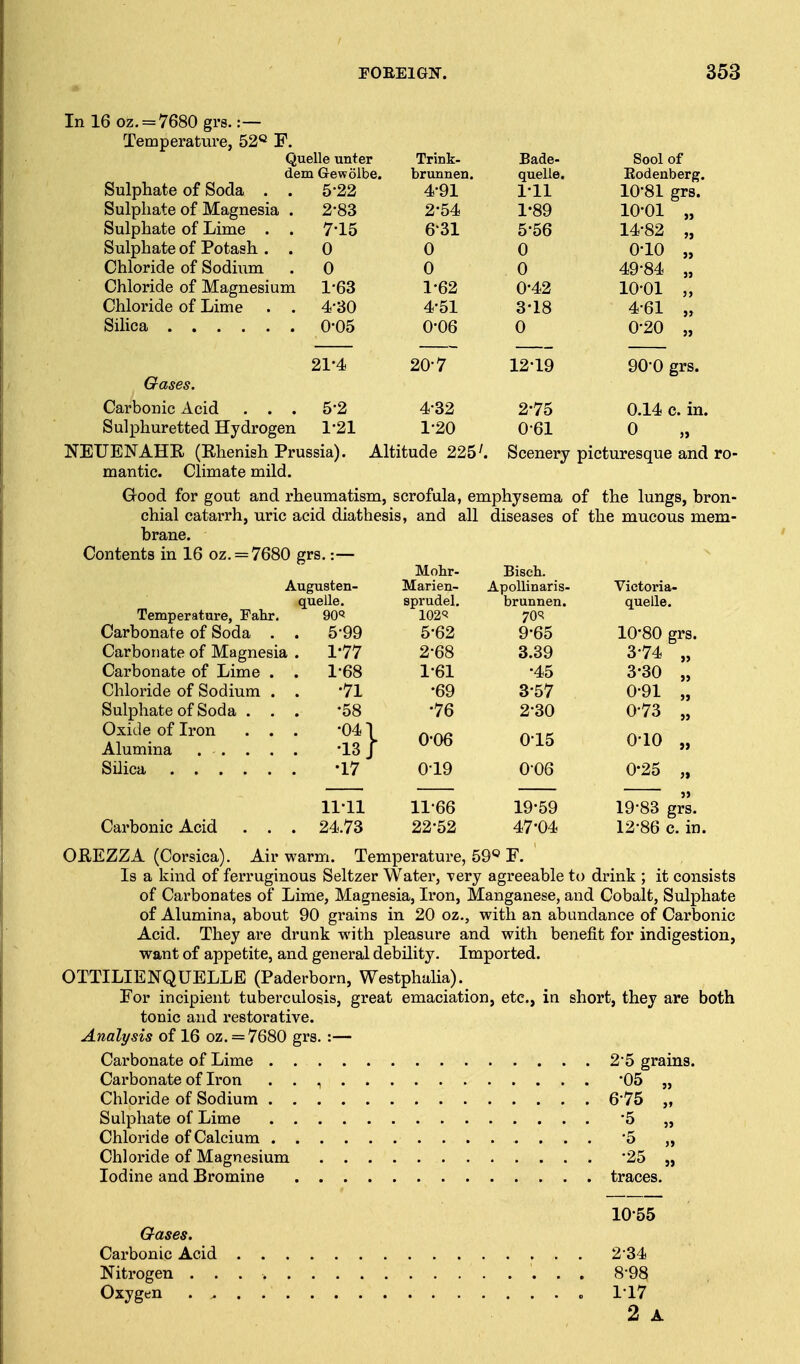 FOREIGN. 353
In 16 oz. = 7680 grs. :—
Temperature, 52° F.
Quelle unter Trink- Bade- Sool of
dem Gewölbe. brunnen. quelle. Rodenberg.
Sulphate of Soda . . 5·22 4·91 1·11 10·81 grs.
Sulphate of Magnesia . 2·83 2·54 1·89 10·01 „
Sulphate of Lime . . 7·15 6·31 5·56 14·82 „
Sulphate of Potash . . 0 0 0 0·10 „
Chloride of Sodium . 0 0 0 49·84 „
Chloride of Magnesium 1·63 1·62 0·42 10·01 „
Chloride of Lime . . 4·30 4·51 3·18 4·61 „
Silica . . . . . . 0·05 0·06 0 0·20 „
21·4 20·7 12·19 90·0 grs.
Gases.
Carbonic Acid . . . 5·2 4·32 2·75 0.14 c. in.
Sulphuretted Hydrogen 1·21 1·20 0·61 0 „
NEUENAHR (Rhenish Prussia). Altitude 225′. Scenery picturesque and ro-
mantic. Climate mild.
Good for gout and rheumatism, scrofula, emphysema of the lungs, bron-
chial catarrh, uric acid diathesis, and all diseases of the mucous mem-
brane.
Contents in 16 oz. = 7680 grs. :—
Mohr- Bisch.
Augusten- Marien- Apollinaris- Victoria-
quelle. sprudel. brunnen. quelle.
Temperature, Fahr. 90° 102° 70°
Carbonate of Soda . . 5·99 5·62 9·65 10·80 grs.
Carbonate of Magnesia . 1·77 2·68 3.39 3·74 „
Carbonate of Lime . . 1·68 1·61 ·45 3·30 „
Chloride of Sodium . . ·71 ·69 3·57 0·91 „
Sulphate of Soda . . . ·58 ·76 2·30 0·73 „
Oxide of Iron . . . ·04 }
Alumina . . . . . ·13 } 0·06 0·15 0·10 „
Silica . . . . . . ·17 0·19 0·06 0·25 „
„
11·11 11·66 19·59 19·83 grs.
Carbonic Acid . . . 24.73 22·52 47·04 12·86 c. in.
OREZZA (Corsica). Air warm. Temperature, 59° F.
Is a kind of ferruginous Seltzer Water, very agreeable to drink ; it consists
of Carbonates of Lime, Magnesia, Iron, Manganese, and Cobalt, Sulphate
of Alumina, about 90 grains in 20 oz., with an abundance of Carbonic
Acid. They are drunk with pleasure and with benefit for indigestion,
want of appetite, and general debility. Imported.
OTTILIENQUELLE (Paderborn, Westphalia).
For incipient tuberculosis, great emaciation, etc., in short, they are both
tonic and restorative.
Analysis of 16 oz. = 7680 grs. :—
Carbonate of Lime . . . . . . . . . . . . . . 2·5 grains.
Carbonate of Iron . . . . . . . . . . . . . . ·05 „
Chloride of Sodium . . . . . . . . . . . . . . 6·75 „
Sulphate of Lime . . . . . . . . . . . . . . ·5 „
Chloride of Calcium . . . . . . . . . . . . . . ·5 „
Chloride of Magnesium . . . . . . . . . . . . ·25 „
Iodine and Bromine . . . . . . . . . . . . . traces.
10·55
Gases.
Carbonic Acid . . . . . . . . . . . . . . . 2·34
Nitrogen . . . . . . . . . . . . . . . . . 8·98
Oxygen . . . . . . . . . . . . . . . . . 1·17
2 A